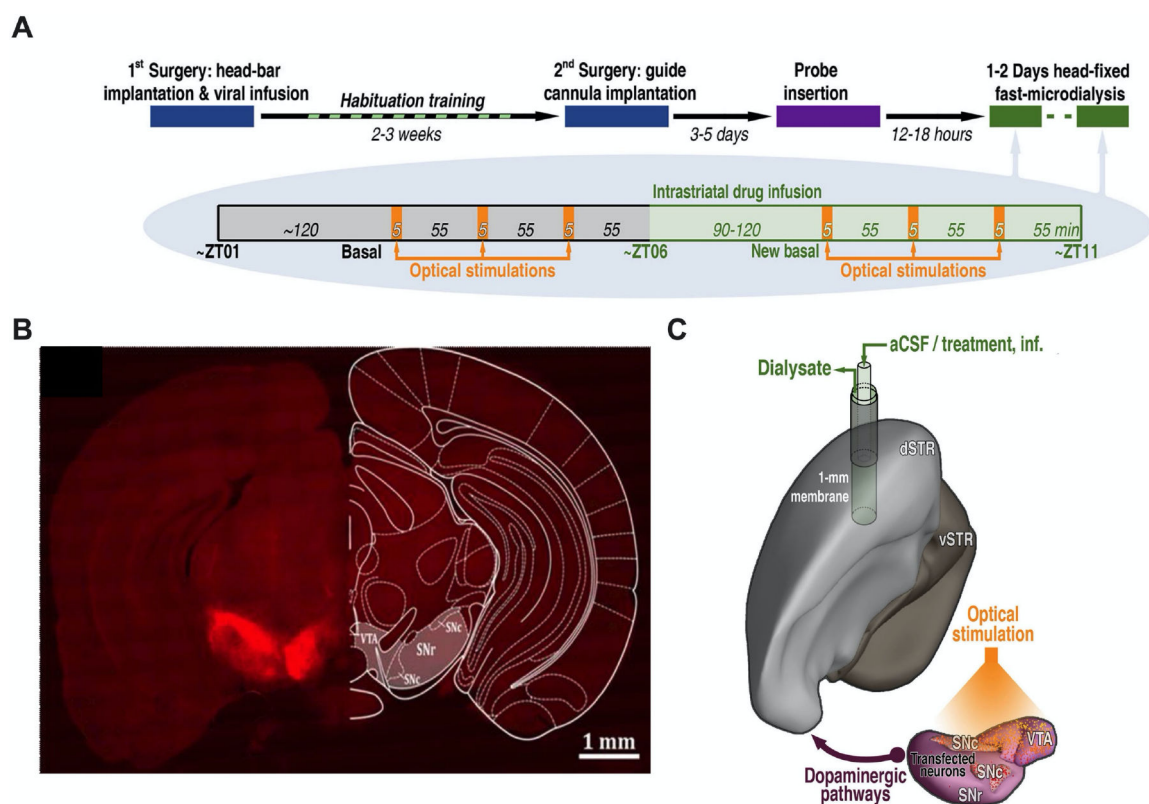 A
1st Surgery: head-bar
implantation & viral infusion
Habituation training
2-3 weeks
2nd Surgery: guide
cannula implantation
3-5 days
Probe
insertion
12-18 hours
1-2 Days head-fixed
fast-microdialysis
Intrastriatal drug infusion
~120 5 55 5 55 5 55 90-120 5 55 5 55 5 55 min
~ZT01 Basal ~ZT06 New basal ~ZT11
Optical stimulations Optical stimulations
B
VTA
SNc
SNr
SNc
1 mm
C
aCSF / treatment, inf.
Dialysate
dSTR
1-mm
membrane
vSTR
Optical
stimulation
SNc
VTA
Transfected
neurons
SNc
SNr
Dopaminergic
pathways